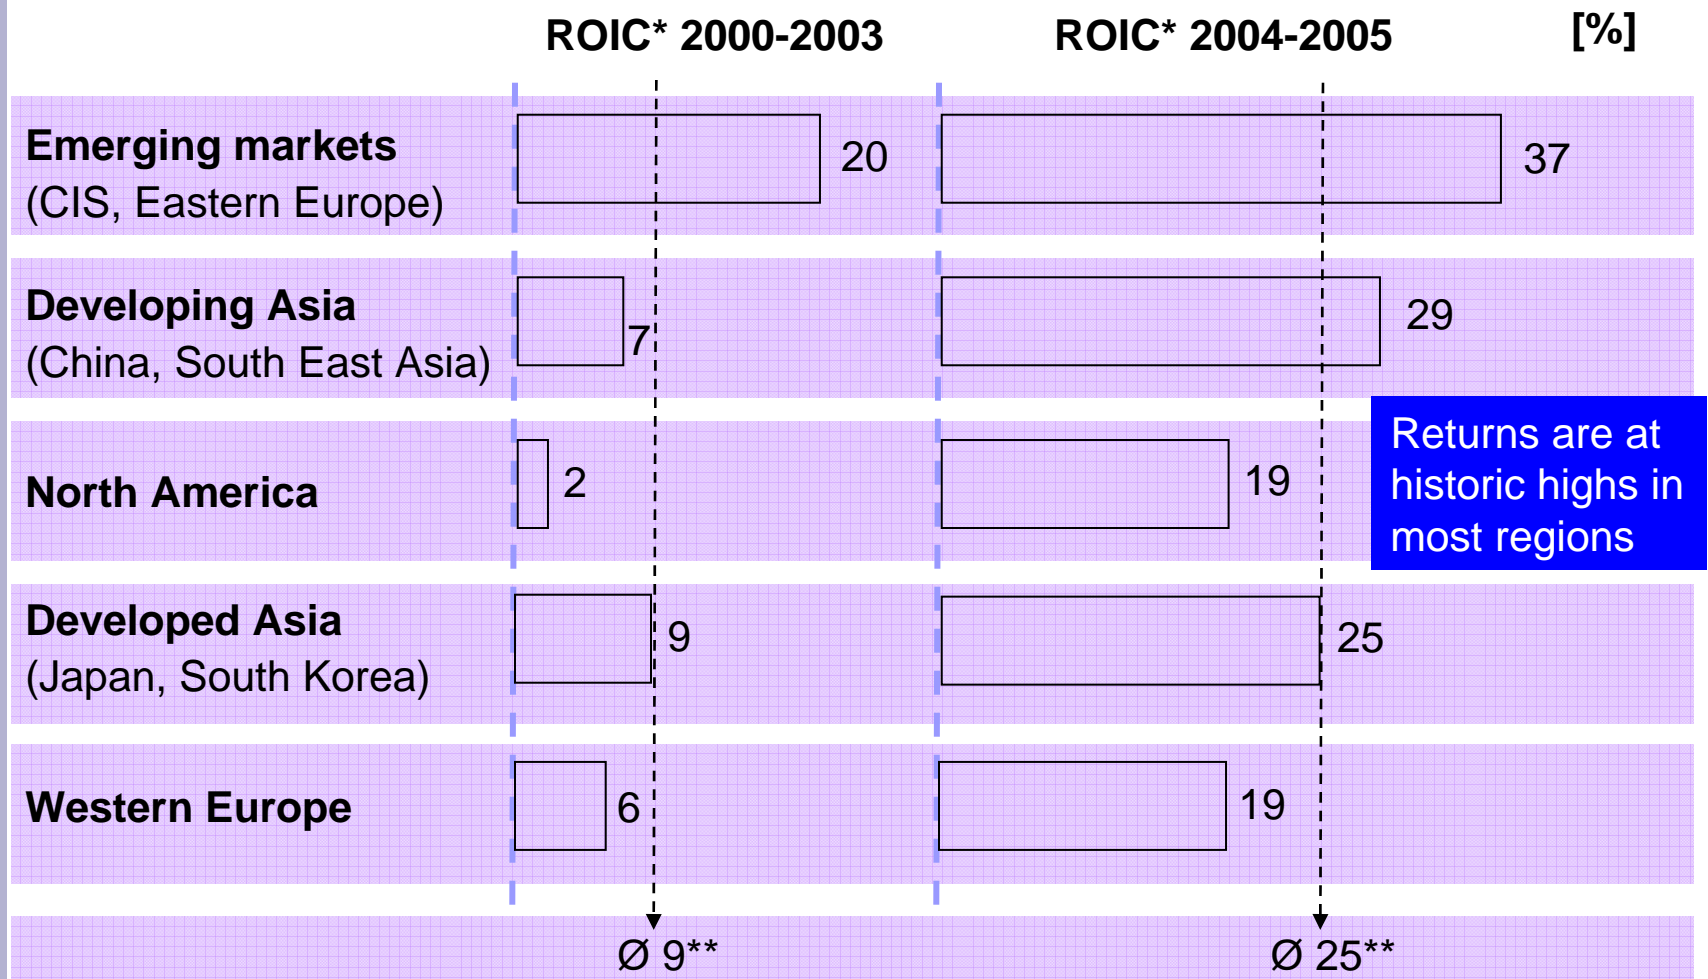 ROIC* 2000-2003 ROIC* 2004-2005 [%]
Emerging markets
(CIS, Eastern Europe)
20 37
Developing Asia
(China, South East Asia)
7 29
North America
2 19
Returns are at
historic highs in
most regions
Developed Asia
(Japan, South Korea)
9 25
Western Europe
6 19
Ø 9** Ø 25**